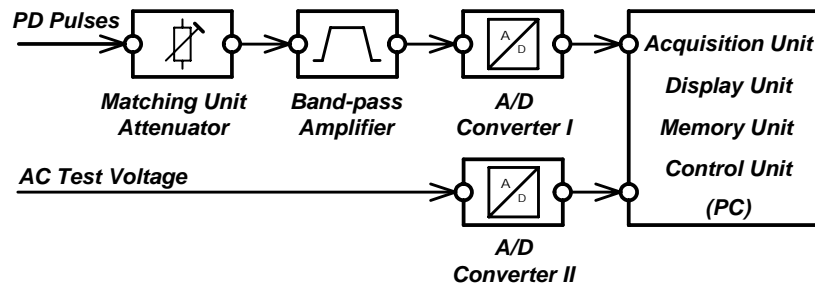 PD Pulses
A
D
Matching Unit
Attenuator
Band-pass
Amplifier
A/D
Converter I
Acquisition Unit
Display Unit
Memory Unit
Control Unit
(PC)
AC Test Voltage
A
D
A/D
Converter II